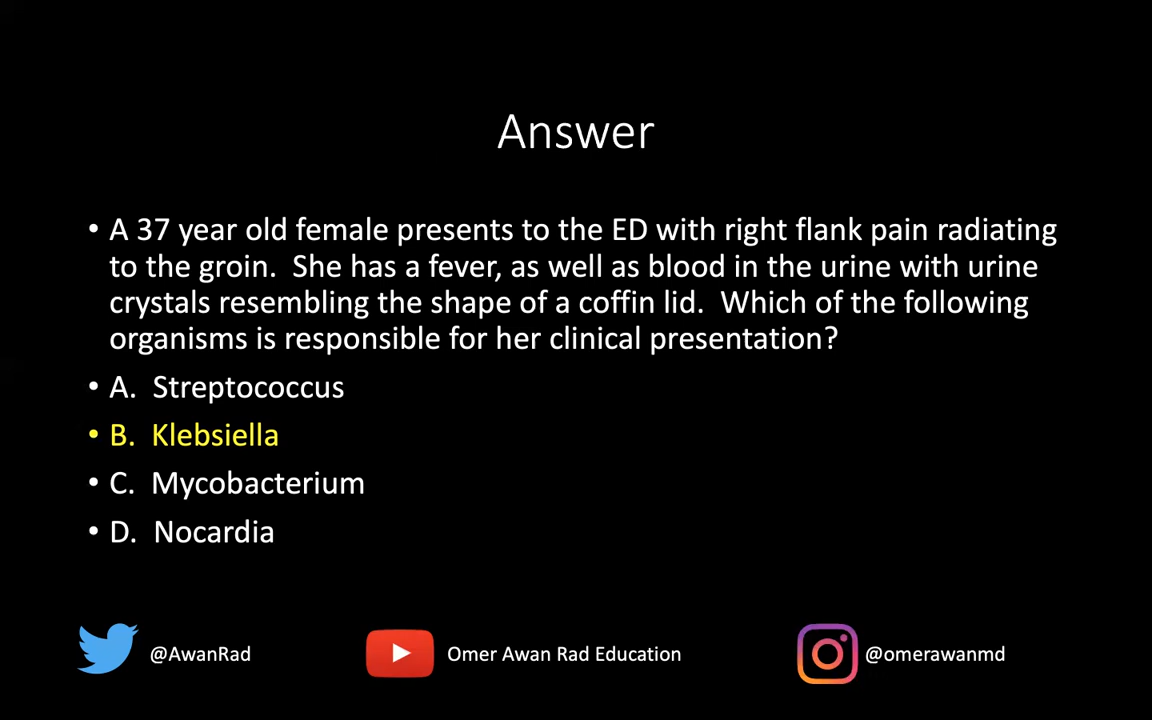 Answer
• A 37 year old female presents to the ED with right flank pain radiating
to the groin.  She has a fever, as well as blood in the urine with urine
crystals resembling the shape of a coffin lid.  Which of the following
organisms is responsible for her clinical presentation?
• A.  Streptococcus
• B.  Klebsiella
• C.  Mycobacterium
• D.  Nocardia
@AwanRad
Omer Awan Rad Education
@omerawanmd